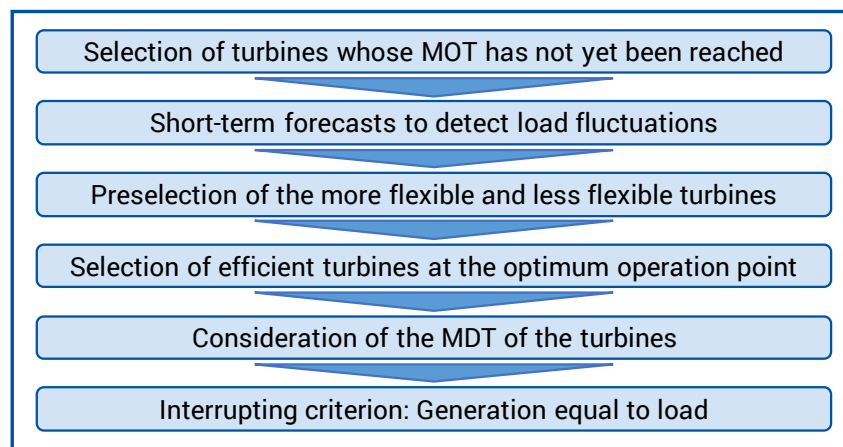 Selection of turbines whose MOT has not yet been reached
Short-term forecasts to detect load fluctuations
Preselection of the more flexible and less flexible turbines
Selection of efficient turbines at the optimum operation point
Consideration of the MDT of the turbines
Interrupting criterion: Generation equal to load